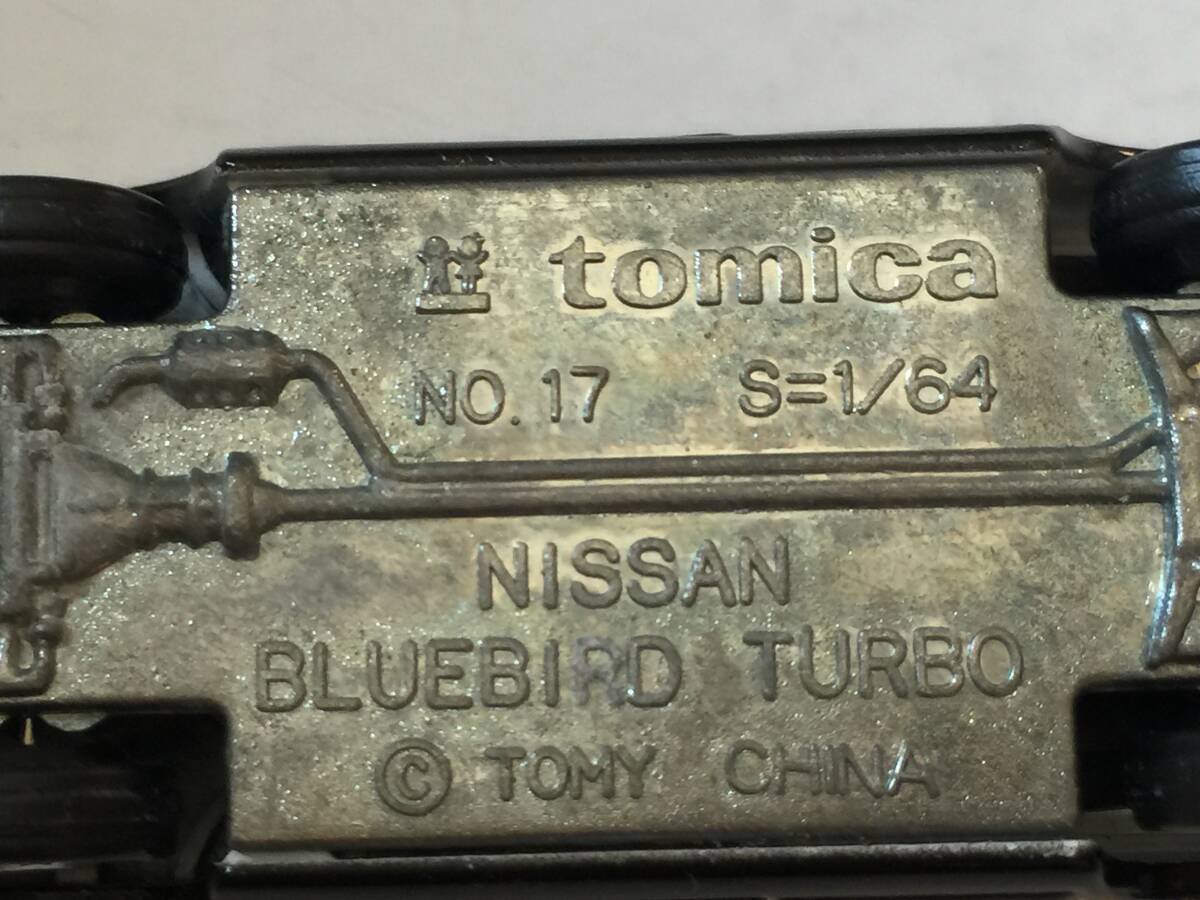 tomica
NO. 17 S=1/64
NISSAN
BLUEBIRD TURBO
© TOMY CHINA